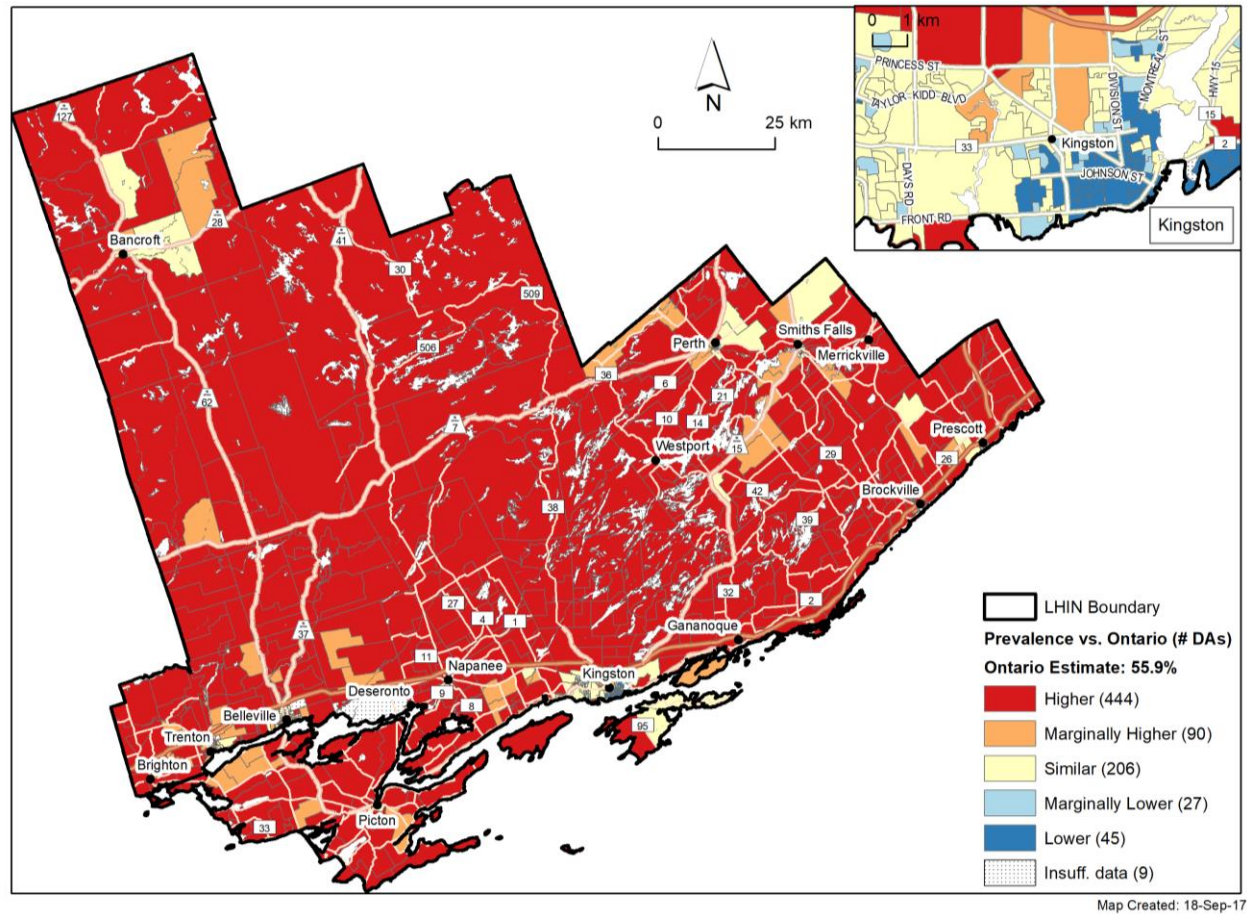 0 1 km
PRINCESS ST
TAYLOR KIDD BLVD
DIVISION ST
MONTREAL ST
HWY 15
15
2
33
Kingston
JOHNSON ST
DAYS RD
FRONT RD
Kingston
N
0 25 km
127
28
Bancroft
41
30
509
506
62
7
36
Perth
Smiths Falls
Merrickville
6
21
10
14
15
Westport
29
26
Prescott
Brockville
42
39
38
32
2
Gananoque
27
4
1
37
11
Napanee
Kingston
Deseronto
9
8
95
Belleville
Trenton
Brighton
33
Picton
LHIN Boundary
Prevalence vs. Ontario (# DAs)
Ontario Estimate: 55.9%
Higher (444)
Marginally Higher (90)
Similar (206)
Marginally Lower (27)
Lower (45)
Insuff. data (9)
Map Created: 18-Sep-17